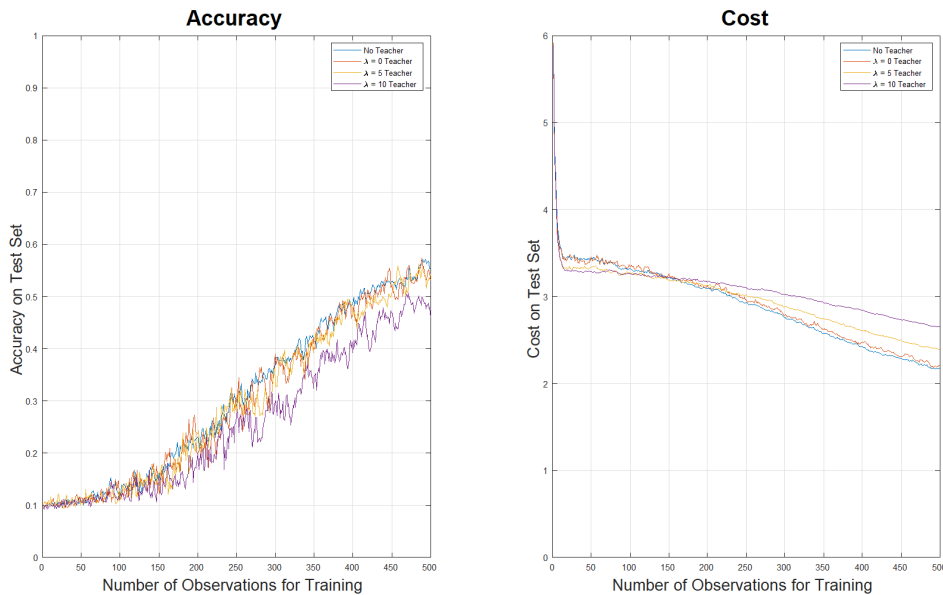 Accuracy
Accuracy on Test Set
1
0.9
0.8
0.7
0.6
0.5
0.4
0.3
0.2
0.1
0
No Teacher
λ = 0 Teacher
λ = 5 Teacher
λ = 10 Teacher
0 50 100 150 200 250 300 350 400 450 500
Number of Observations for Training
Cost
Cost on Test Set
6
5
4
3
2
1
0
No Teacher
λ = 0 Teacher
λ = 5 Teacher
λ = 10 Teacher
0 50 100 150 200 250 300 350 400 450 500
Number of Observations for Training